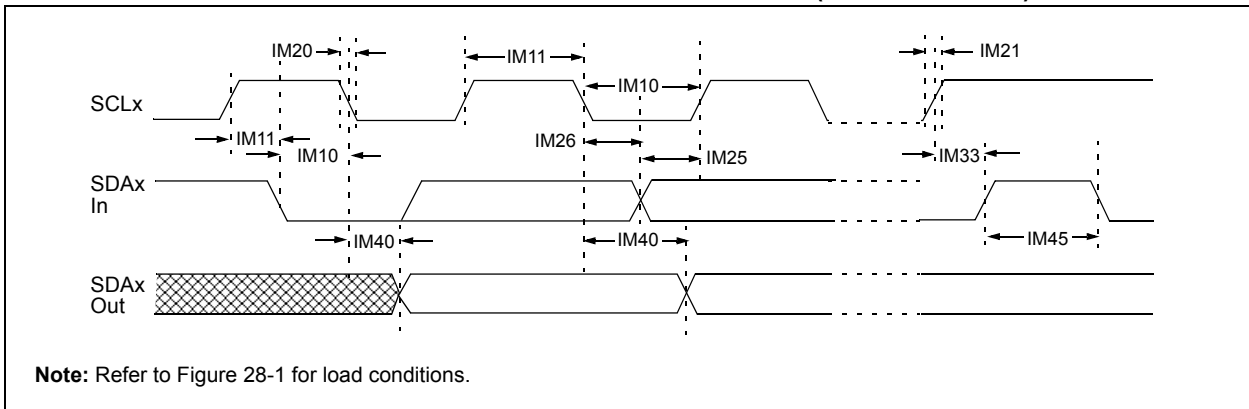 IM20
IM11
IM21
IM10
SCLx
IM11
IM26
IM10
IM25
IM33
SDAx
In
IM40
IM40
IM45
SDAx
Out
Note: Refer to Figure 28-1 for load conditions.